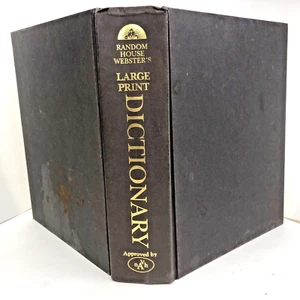 RANDOM
HOUSE
WEBSTER'S
LARGE
PRINT
DICTIONARY
Approved by